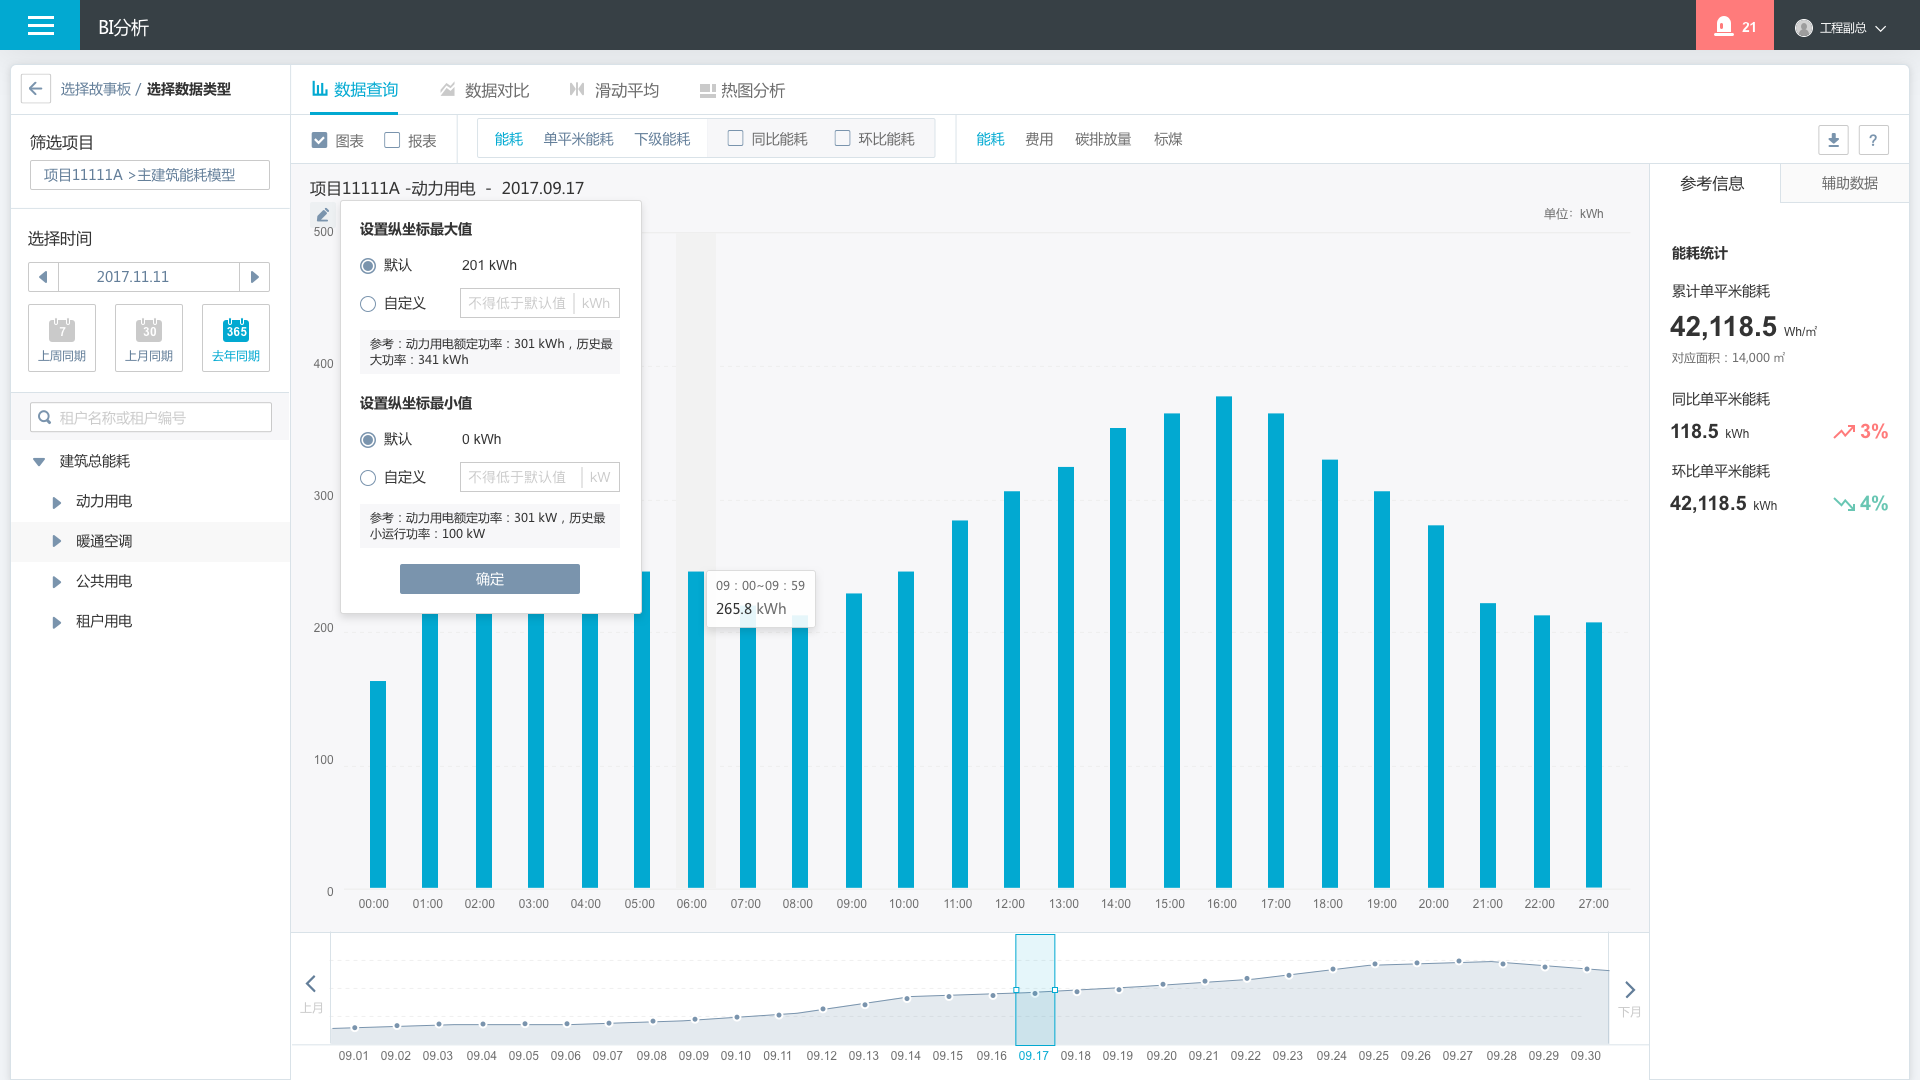 BI分析
21
工程副总
选择故事板 / 选择数据类型
数据查询
数据对比
滑动平均
热图分析
筛选项目
项目11111A >主建筑能耗模型
图表
报表
能耗
单平米能耗
下级能耗
同比能耗
环比能耗
能耗
费用
碳排放量
标煤
?
选择时间
2017.11.11
7
上周同期
30
上月同期
365
去年同期
租户名称或租户编号
建筑总能耗
动力用电
暖通空调
公共用电
租户用电
项目11111A -动力用电 - 2017.09.17
单位：kWh
500
400
300
200
100
0
设置纵坐标最大值
默认
201 kWh
自定义
不得低于默认值
kWh
参考：动力用电额定功率：301 kWh，历史最
大功率：341 kWh
设置纵坐标最小值
默认
0 kWh
自定义
不得低于默认值
kW
参考：动力用电额定功率：301 kW，历史最
小运行功率：100 kW
确定
09：00~09：59
265.8 kWh
00:00
01:00
02:00
03:00
04:00
05:00
06:00
07:00
08:00
09:00
10:00
11:00
12:00
13:00
14:00
15:00
16:00
17:00
18:00
19:00
20:00
21:00
22:00
27:00
上月
下月
09.01
09.02
09.03
09.04
09.05
09.06
09.07
09.08
09.09
09.10
09.11
09.12
09.13
09.14
09.15
09.16
09.17
09.18
09.19
09.20
09.21
09.22
09.23
09.24
09.25
09.26
09.27
09.28
09.29
09.30
参考信息
辅助数据
能耗统计
累计单平米能耗
42,118.5 Wh/㎡
对应面积：14,000 ㎡
同比单平米能耗
118.5 kWh
3%
环比单平米能耗
42,118.5 kWh
4%